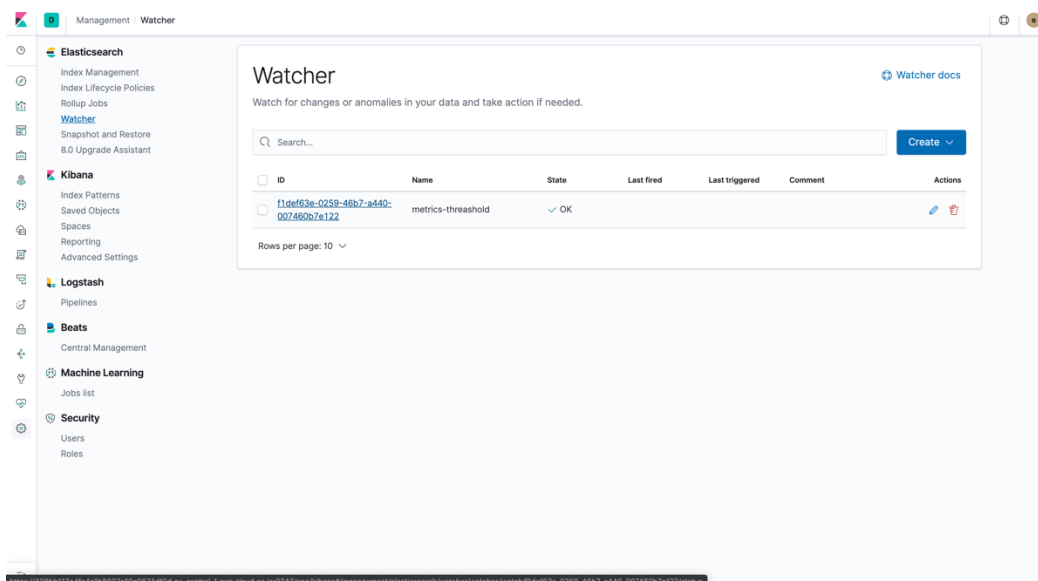 D
Management / Watcher
e
Elasticsearch
Index Management
Index Lifecycle Policies
Rollup Jobs
Watcher
Snapshot and Restore
8.0 Upgrade Assistant
Kibana
Index Patterns
Saved Objects
Spaces
Reporting
Advanced Settings
Logstash
Pipelines
Beats
Central Management
Machine Learning
Jobs list
Security
Users
Roles
Watcher
Watcher docs
Watch for changes or anomalies in your data and take action if needed.
Search...
Create
ID Name State Last fired Last triggered Comment Actions
f1def63e-0259-46b7-a440-
007460b7e122
metrics-threashold
OK
Rows per page: 10